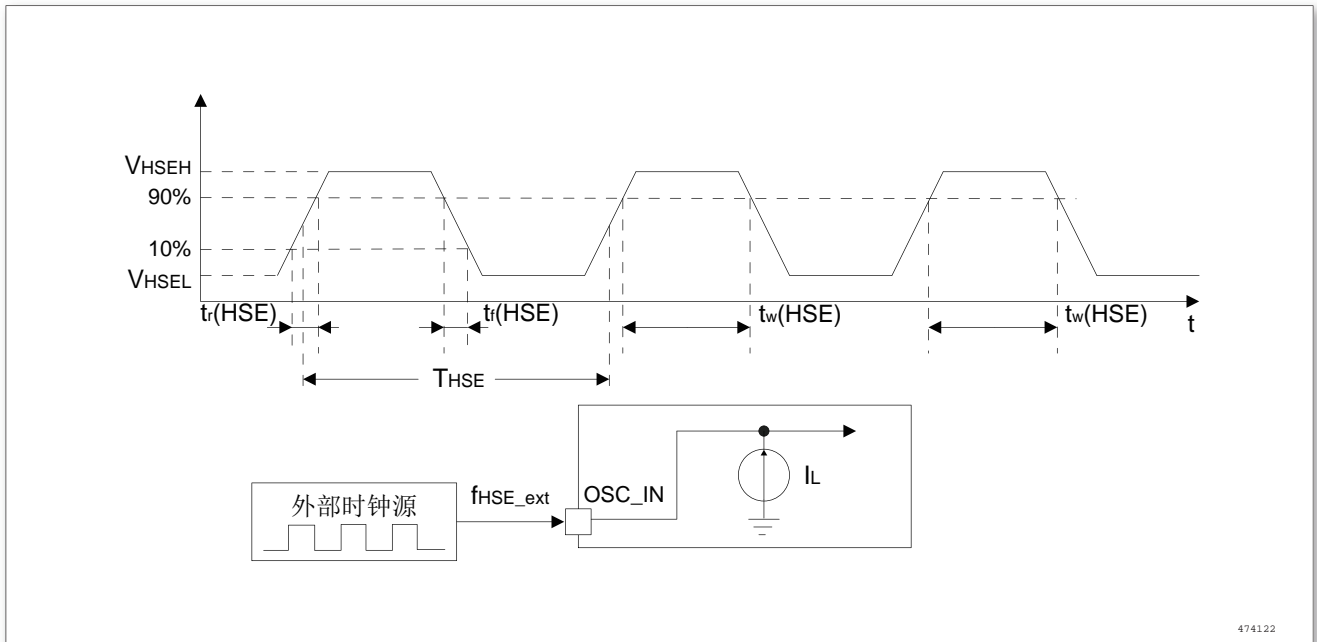 VHSEH
90%
10%
VHSEL
tr(HSE)
tf(HSE)
tw(HSE)
tw(HSE)
t
THSE
外部时钟源
fHSE_ext
OSC_IN
IL
474122